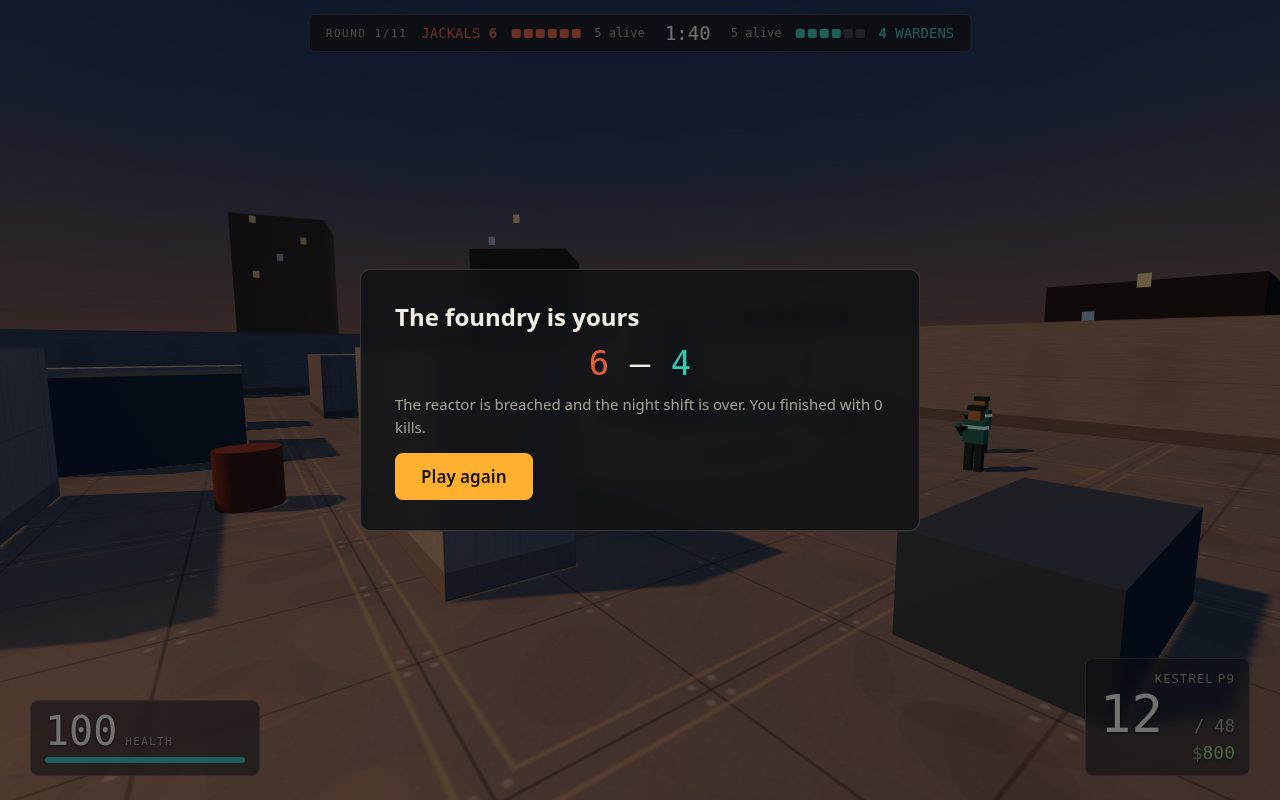 ROUND 1/11 JACKALS 6 5 alive 1:40 5 alive 4 WARDENS
The foundry is yours
6 — 4
The reactor is breached and the night shift is over. You finished with 0
kills.
Play again
100 HEALTH
KESTREL P9
12 / 48
$800